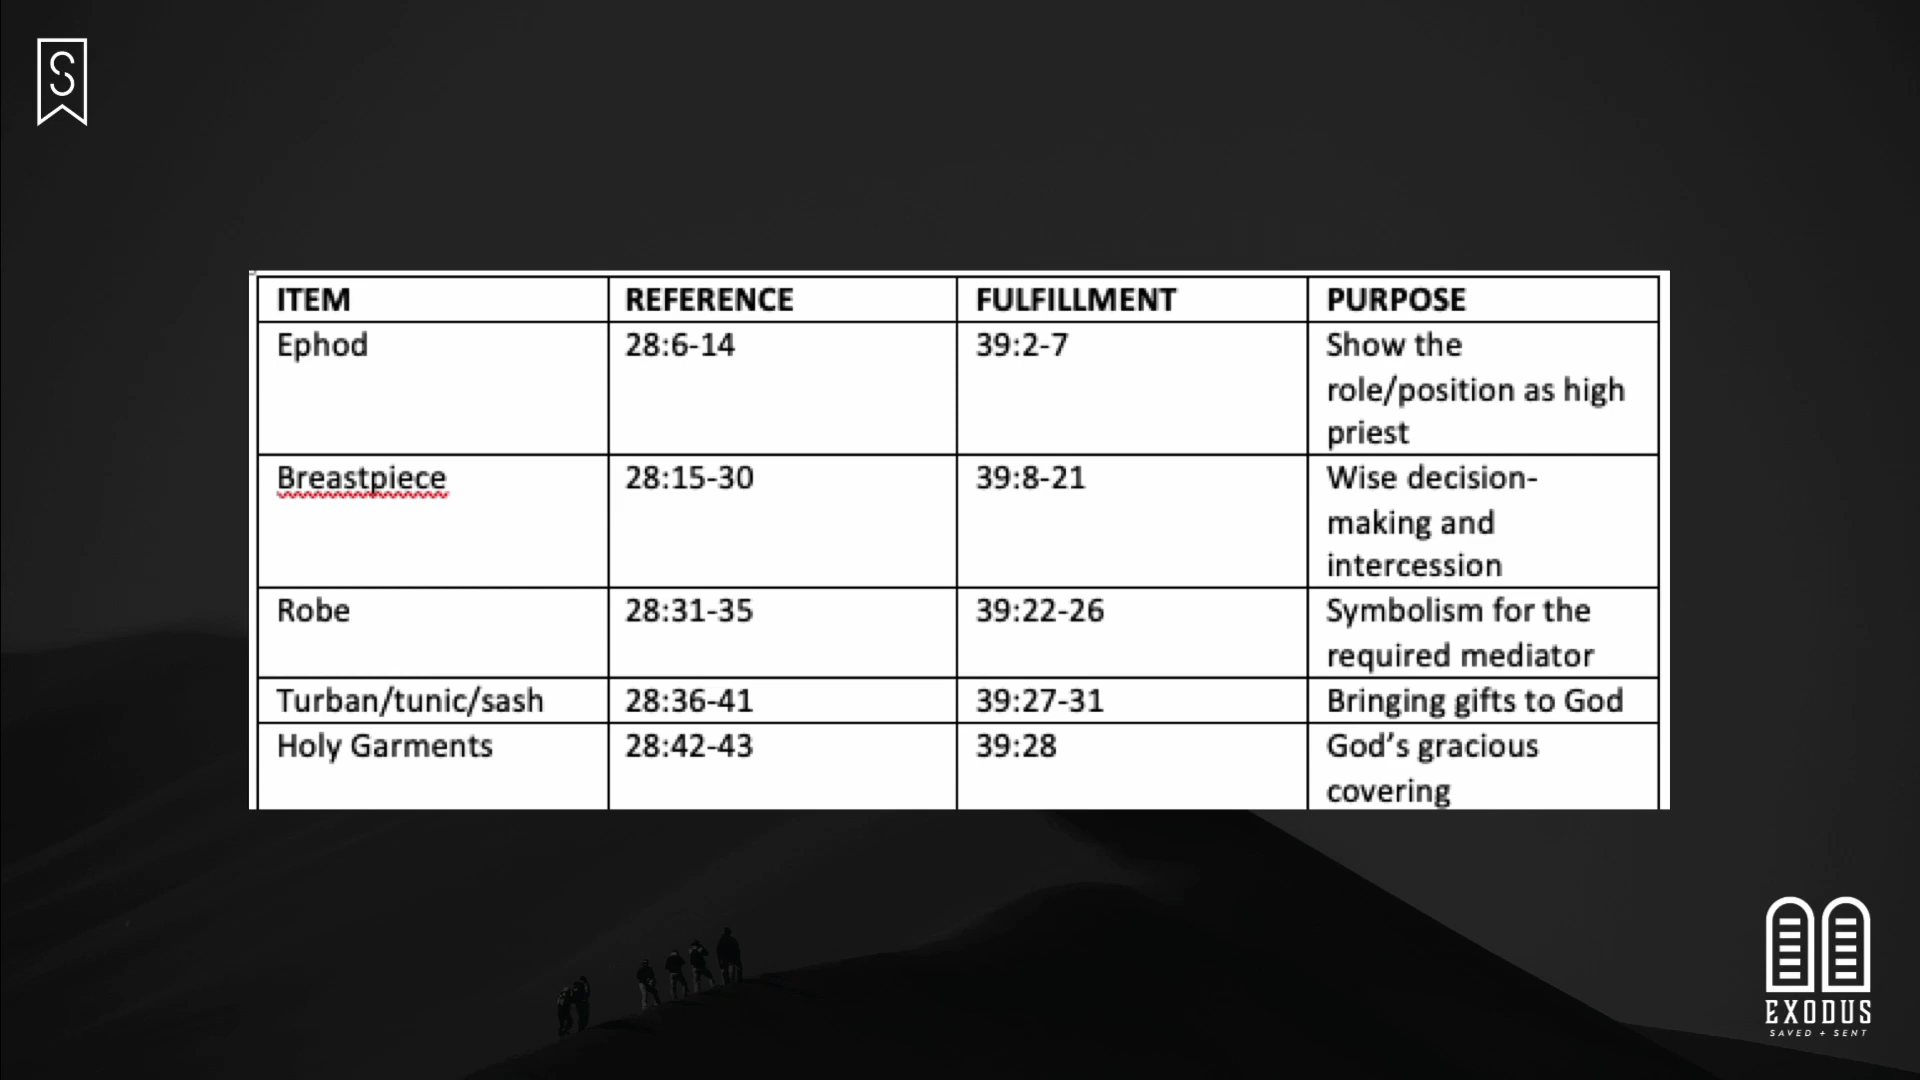 S
ITEM REFERENCE FULFILLMENT PURPOSE
Ephod 28:6-14 39:2-7 Show the
role/position as high
priest
Breastpiece 28:15-30 39:8-21 Wise decision-
making and
intercession
Robe 28:31-35 39:22-26 Symbolism for the
required mediator
Turban/tunic/sash 28:36-41 39:27-31 Bringing gifts to God
Holy Garments 28:42-43 39:28 God's gracious
covering
EXODUS
SAVED + SENT